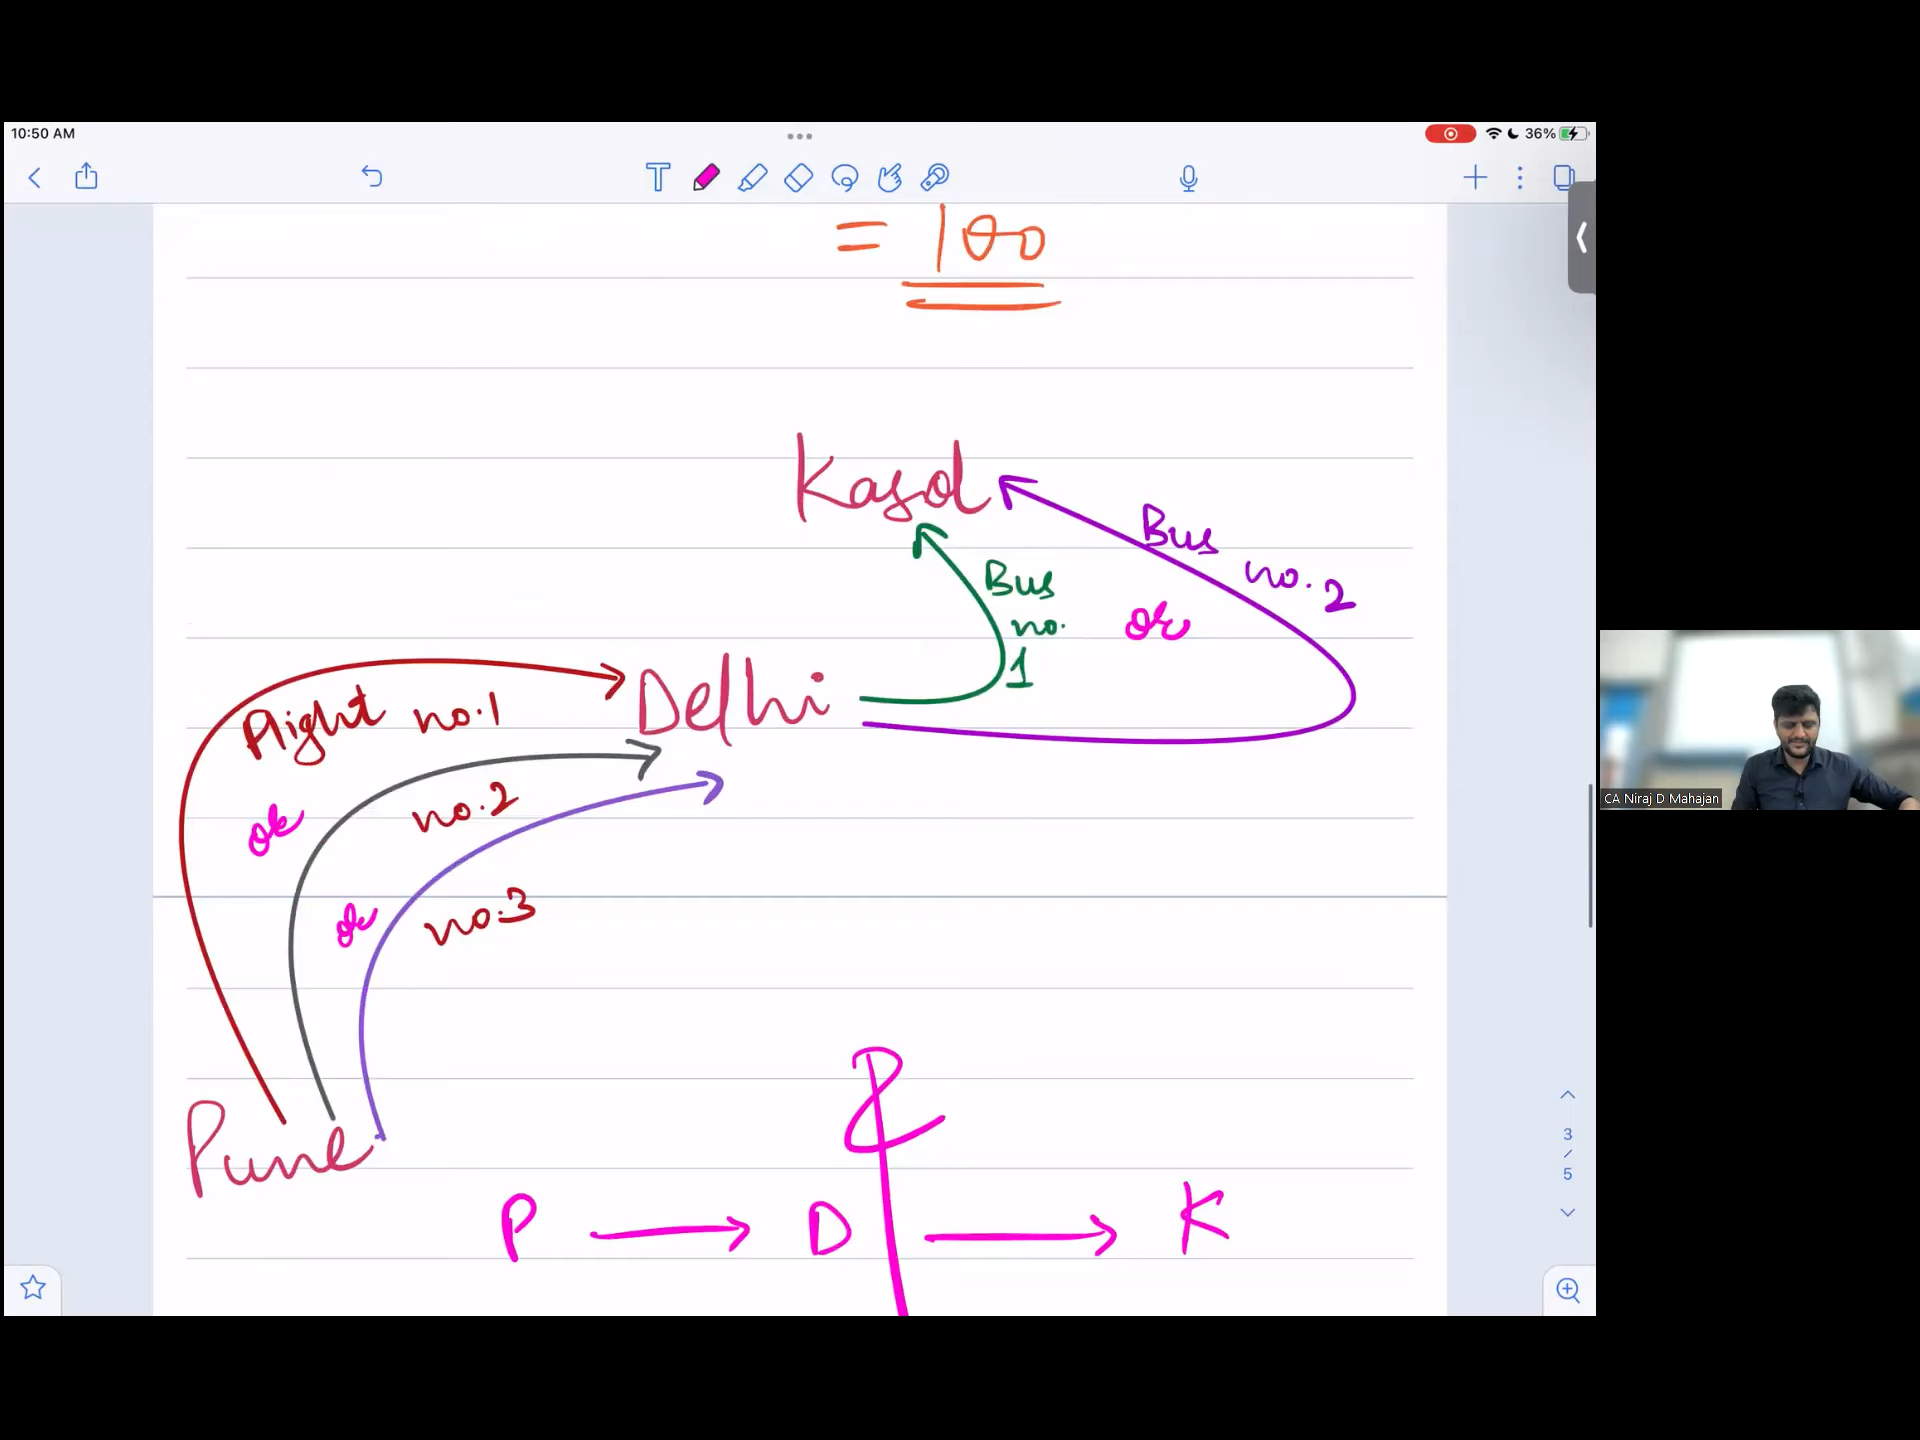 10:50 AM
36%
= 100
Kasol
Bus no. 2
Bus no. 1
or
Delhi
Flight no.1
or
no.2
or
no.3
Pune
&
P → D → K
3
/
5
CA Niraj D Mahajan